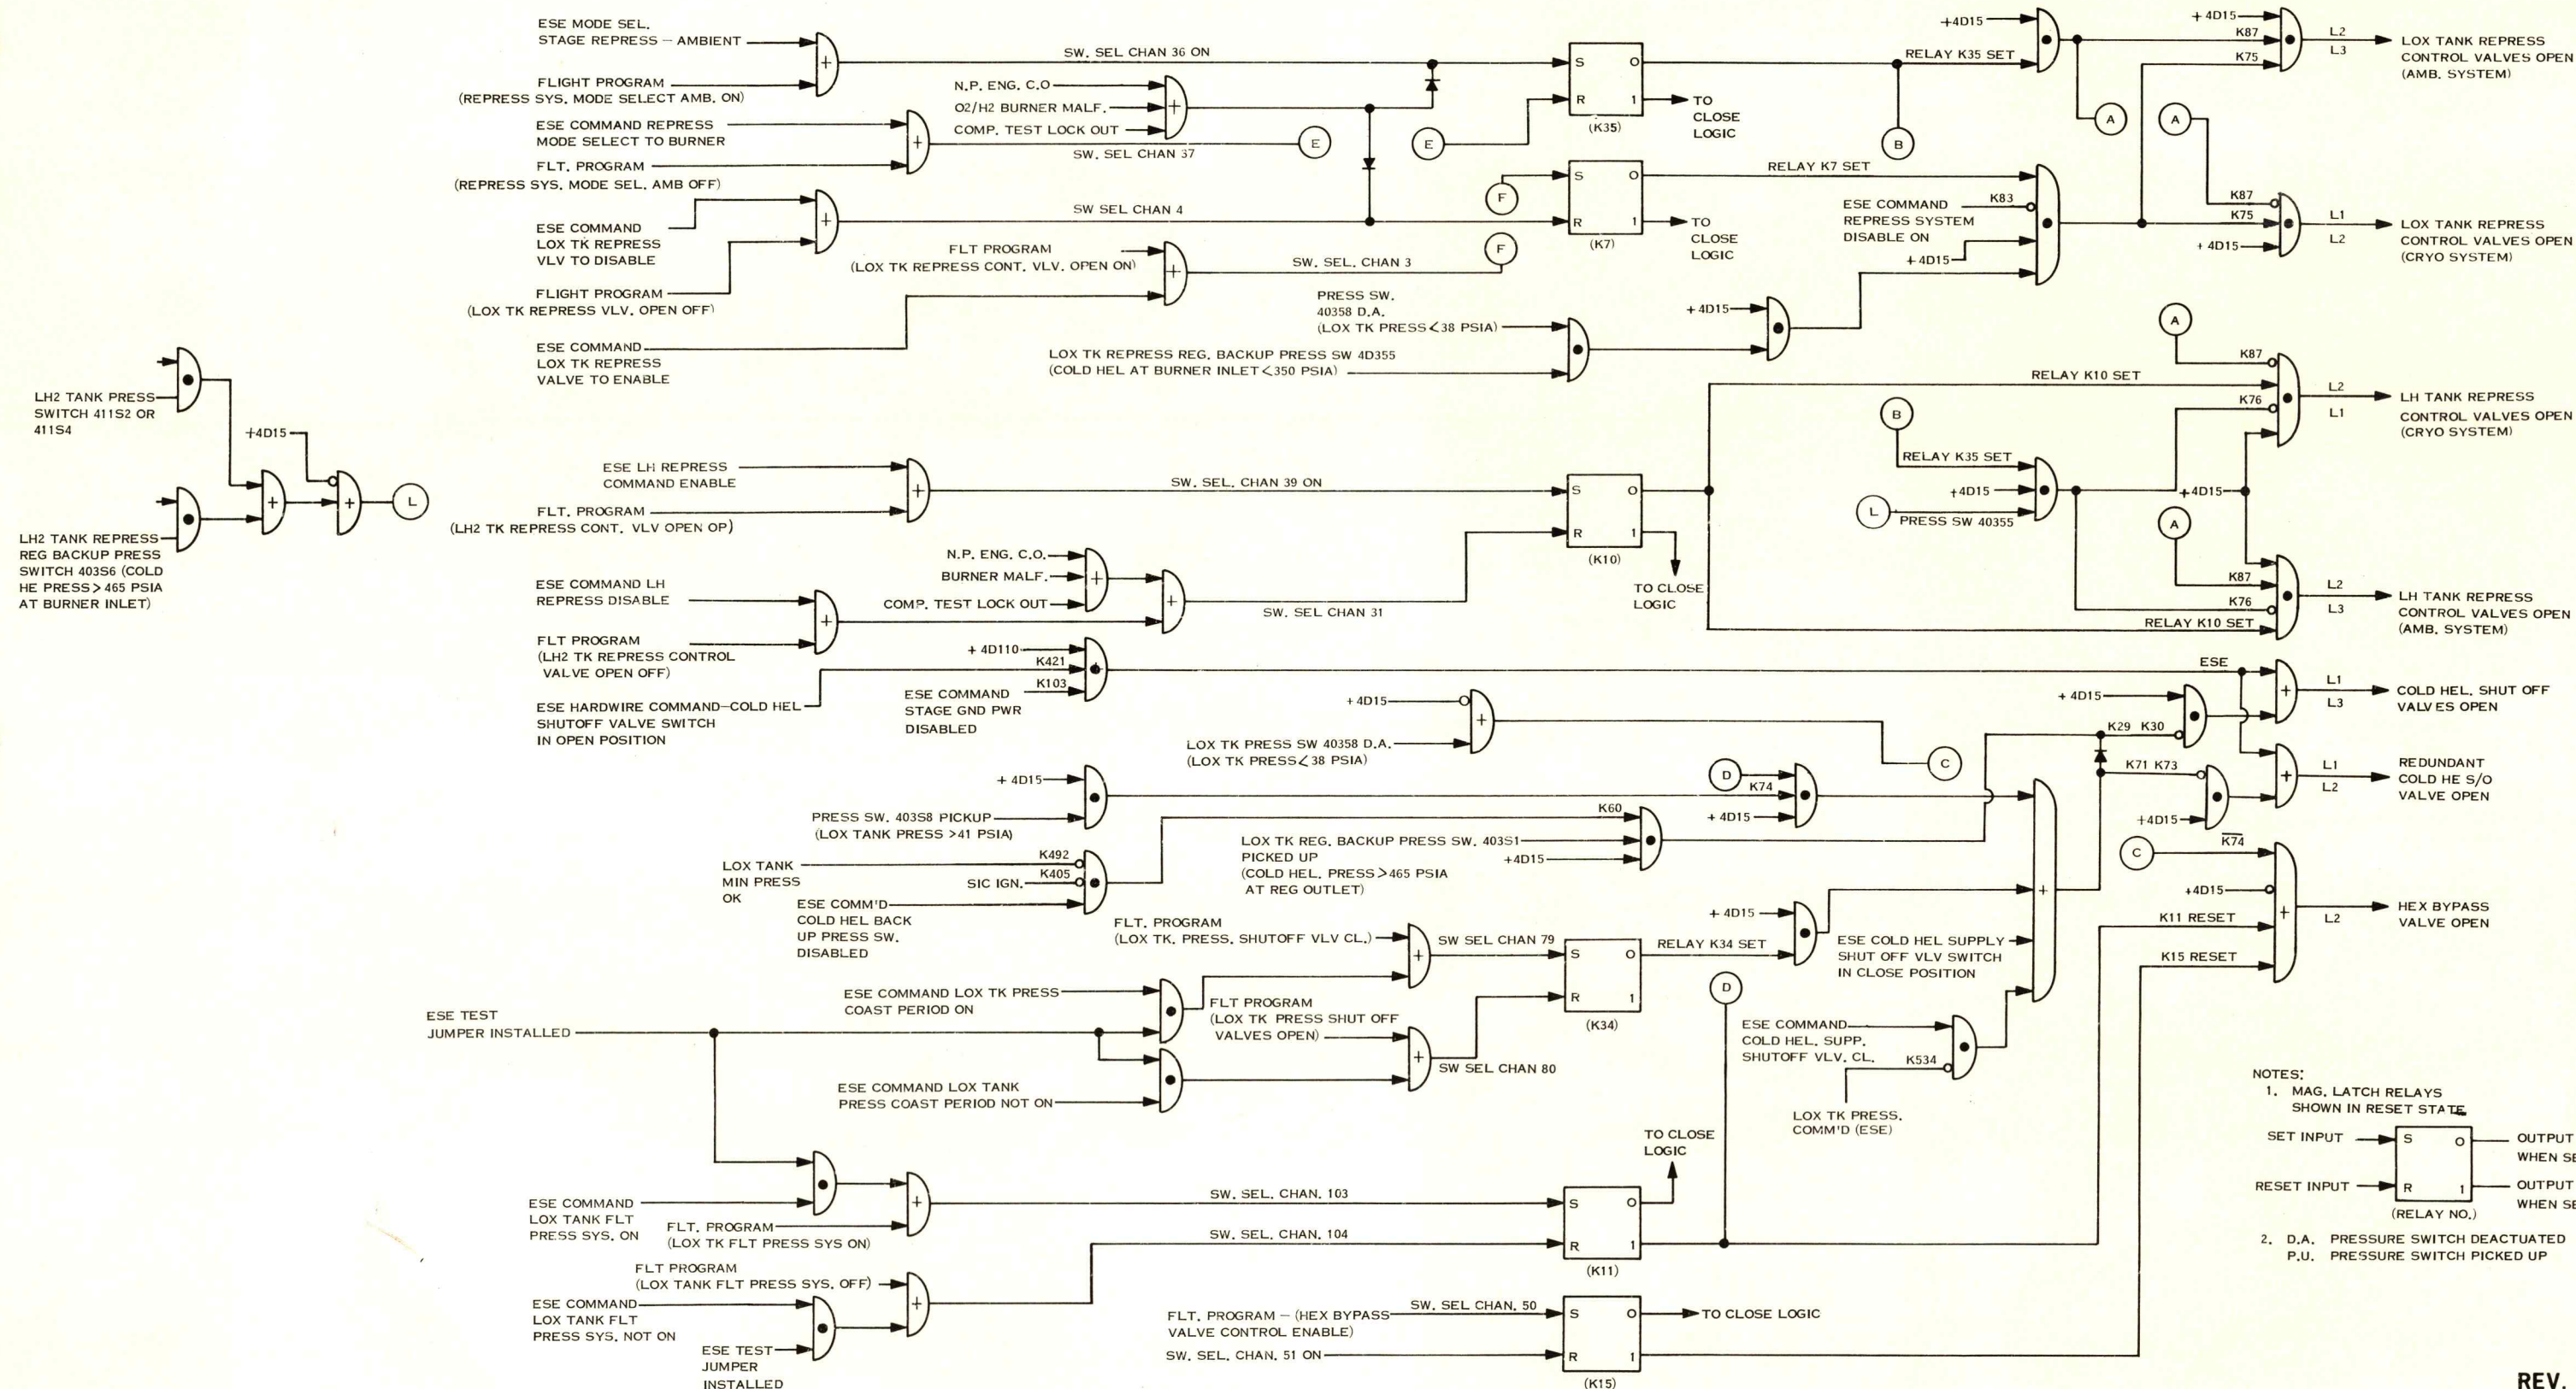 ESE MODE SEL.
STAGE REPRESS – AMBIENT
FLIGHT PROGRAM
(REPRESS SYS. MODE SELECT AMB. ON)
ESE COMMAND REPRESS
MODE SELECT TO BURNER
FLT. PROGRAM
(REPRESS SYS. MODE SEL. AMB OFF)
ESE COMMAND
LOX TK REPRESS
VLV TO DISABLE
FLIGHT PROGRAM
(LOX TK REPRESS VLV. OPEN OFF)
ESE COMMAND
LOX TK REPRESS
VALVE TO ENABLE
+
SW. SEL CHAN 36 ON
N.P. ENG. C.O
O2/H2 BURNER MALF.
COMP. TEST LOCK OUT
+
+
SW. SEL CHAN 37
E
+
SW SEL CHAN 4
FLT PROGRAM
(LOX TK REPRESS CONT. VLV. OPEN ON)
+
SW. SEL. CHAN 3
F
E
F
S O
R 1
(K35)
TO
CLOSE
LOGIC
S O
R 1
(K7)
TO
CLOSE
LOGIC
RELAY K35 SET
B
+4D15
A
RELAY K7 SET
ESE COMMAND
REPRESS SYSTEM
DISABLE ON
K83
+4D15
PRESS SW.
40358 D.A.
(LOX TK PRESS<38 PSIA)
LOX TK REPRESS REG. BACKUP PRESS SW 4D355
(COLD HEL AT BURNER INLET<350 PSIA)
+4D15
+4D15
K87
K75
L2
L3
LOX TANK REPRESS
CONTROL VALVES OPEN
(AMB. SYSTEM)
A
K87
K75
+ 4D15
L1
L2
LOX TANK REPRESS
CONTROL VALVES OPEN
(CRYO SYSTEM)
LH2 TANK PRESS
SWITCH 411S2 OR
411S4
+4D15
+
+
L
LH2 TANK REPRESS
REG BACKUP PRESS
SWITCH 403S6 (COLD
HE PRESS>465 PSIA
AT BURNER INLET)
ESE LH REPRESS
COMMAND ENABLE
FLT. PROGRAM
(LH2 TK REPRESS CONT. VLV OPEN OP)
+
SW. SEL. CHAN 39 ON
N.P. ENG. C.O.
BURNER MALF.
COMP. TEST LOCK OUT
+
+
SW. SEL CHAN 31
ESE COMMAND LH
REPRESS DISABLE
FLT PROGRAM
(LH2 TK REPRESS CONTROL
VALVE OPEN OFF)
+
S O
R 1
(K10)
TO CLOSE
LOGIC
RELAY K10 SET
A
K87
K76
L2
L1
LH TANK REPRESS
CONTROL VALVES OPEN
(CRYO SYSTEM)
B
RELAY K35 SET
+4D15
L
PRESS SW 40355
+4D15
A
K87
K76
RELAY K10 SET
L2
L3
LH TANK REPRESS
CONTROL VALVES OPEN
(AMB. SYSTEM)
ESE HARDWIRE COMMAND–COLD HEL
SHUTOFF VALVE SWITCH
IN OPEN POSITION
+ 4D110
K421
K103
ESE COMMAND
STAGE GND PWR
DISABLED
ESE
+
L1
L3
COLD HEL. SHUT OFF
VALVES OPEN
+ 4D15
K29 K30
+4D15
LOX TK PRESS SW 40358 D.A.
(LOX TK PRESS<38 PSIA)
+
C
+ 4D15
PRESS SW. 403S8 PICKUP
(LOX TANK PRESS >41 PSIA)
D
K74
+ 4D15
K71 K73
+4D15
+
L1
L2
REDUNDANT
COLD HE S/O
VALVE OPEN
LOX TANK
MIN PRESS
OK
K492
K405
SIC IGN.
ESE COMM'D
COLD HEL BACK
UP PRESS SW.
DISABLED
K60
LOX TK REG. BACKUP PRESS SW. 403S1
PICKED UP
(COLD HEL. PRESS>465 PSIA
AT REG OUTLET)
+4D15
C
K74
+4D15
K11 RESET
K15 RESET
+
L2
HEX BYPASS
VALVE OPEN
FLT. PROGRAM
(LOX TK. PRESS. SHUTOFF VLV CL.)
+
SW SEL CHAN 79
ESE COMMAND LOX TK PRESS
COAST PERIOD ON
FLT PROGRAM
(LOX TK PRESS SHUT OFF
VALVES OPEN)
+
SW SEL CHAN 80
S O
R 1
(K34)
RELAY K34 SET
+ 4D15
+
ESE COLD HEL SUPPLY
SHUT OFF VLV SWITCH
IN CLOSE POSITION
ESE COMMAND
COLD HEL. SUPP.
SHUTOFF VLV. CL.
K534
LOX TK PRESS.
COMM'D (ESE)
D
ESE TEST
JUMPER INSTALLED
ESE COMMAND LOX TANK
PRESS COAST PERIOD NOT ON
ESE COMMAND
LOX TANK FLT
PRESS SYS. ON
FLT. PROGRAM
(LOX TK FLT PRESS SYS ON)
+
SW. SEL. CHAN. 103
SW. SEL. CHAN. 104
TO CLOSE
LOGIC
S O
R 1
(K11)
FLT PROGRAM
(LOX TANK FLT PRESS SYS. OFF)
ESE COMMAND
LOX TANK FLT
PRESS SYS. NOT ON
ESE TEST
JUMPER
INSTALLED
+
FLT. PROGRAM – (HEX BYPASS
VALVE CONTROL ENABLE)
SW. SEL CHAN. 50
SW. SEL. CHAN. 51 ON
S O
R 1
(K15)
TO CLOSE LOGIC
NOTES:
1. MAG. LATCH RELAYS
SHOWN IN RESET STATE
SET INPUT
S O
OUTPUT
WHEN SE
RESET INPUT
R 1
OUTPUT
WHEN SE
(RELAY NO.)
2. D.A. PRESSURE SWITCH DEACTUATED
P.U. PRESSURE SWITCH PICKED UP
REV.